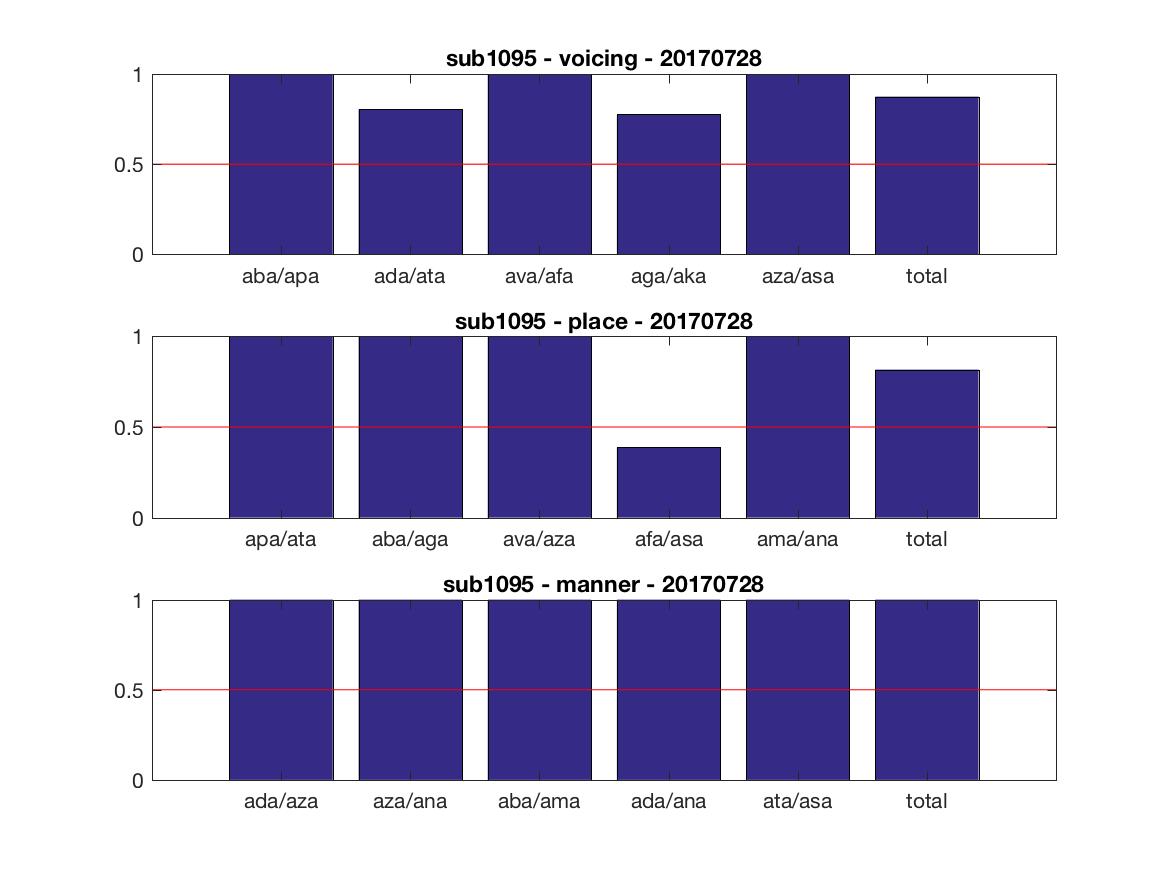 sub1095 - voicing - 20170728
1
0.5
0
aba/apa ada/ata ava/afa aga/aka aza/asa total
sub1095 - place - 20170728
1
0.5
0
apa/ata aba/aga ava/aza afa/asa ama/ana total
sub1095 - manner - 20170728
1
0.5
0
ada/aza aza/ana aba/ama ada/ana ata/asa total